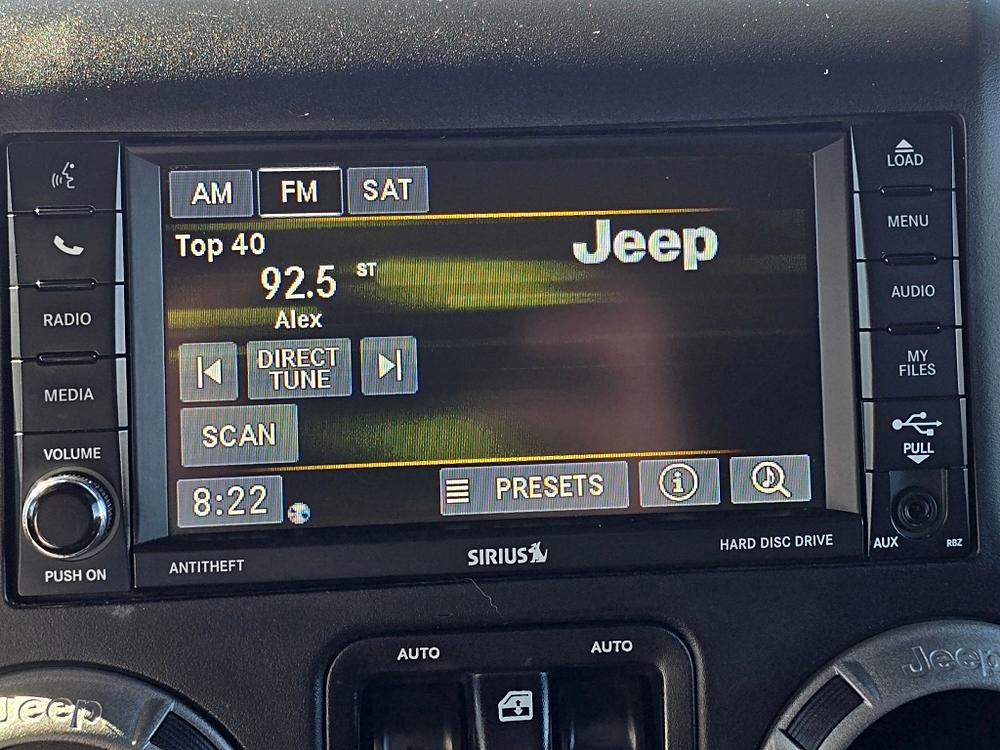 AM FM SAT
Top 40
92.5 ST
Alex
Jeep
DIRECT
TUNE
SCAN
8:22
PRESETS
RADIO
MEDIA
VOLUME
PUSH ON
LOAD
MENU
AUDIO
MY
FILES
PULL
AUX
RBZ
ANTITHEFT
SIRIUS
HARD DISC DRIVE
AUTO
AUTO
Jeep
Jeep